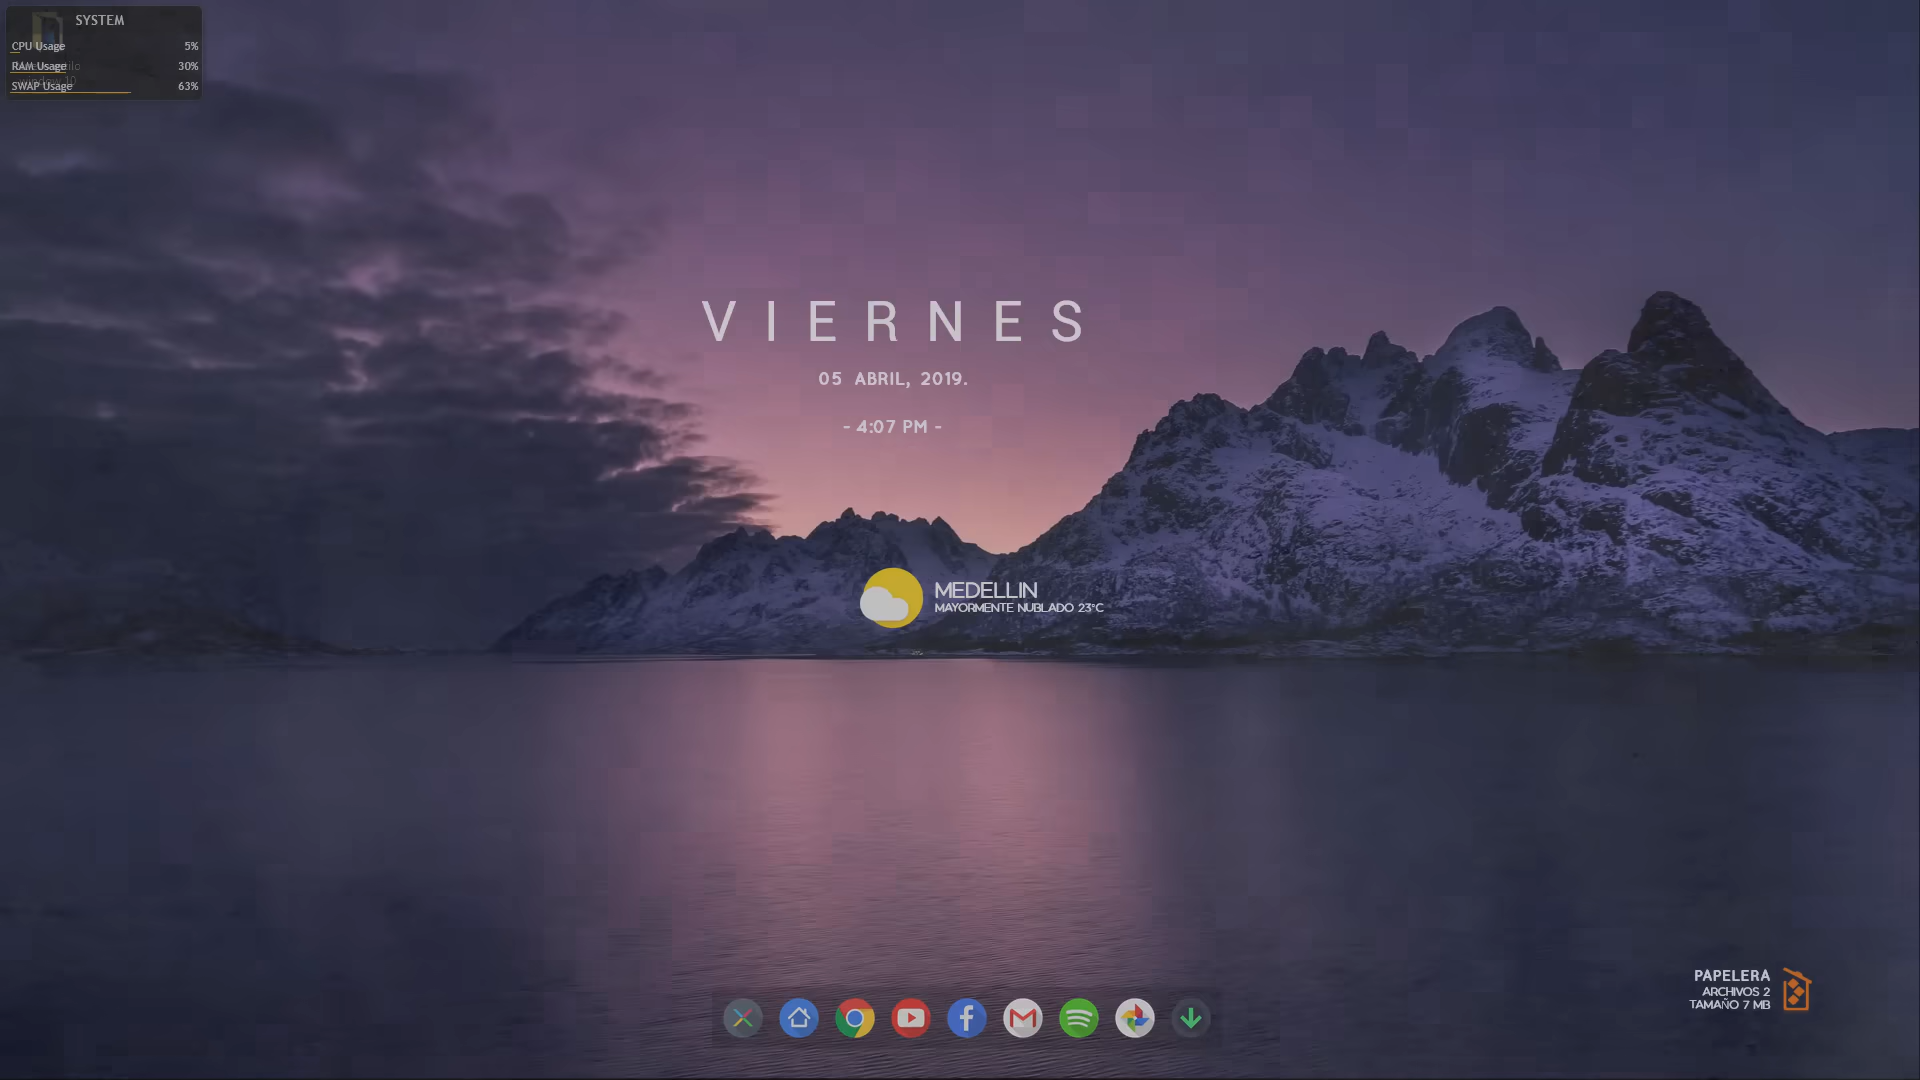 SYSTEM
CPU Usage 5%
RAM Usage 30%
SWAP Usage 63%
VIERNES
05 ABRIL, 2019.
- 4:07 PM -
MEDELLIN
MAYORMENTE NUBLADO 23°C
PAPELERA
ARCHIVOS 2
TAMAÑO 7 MB